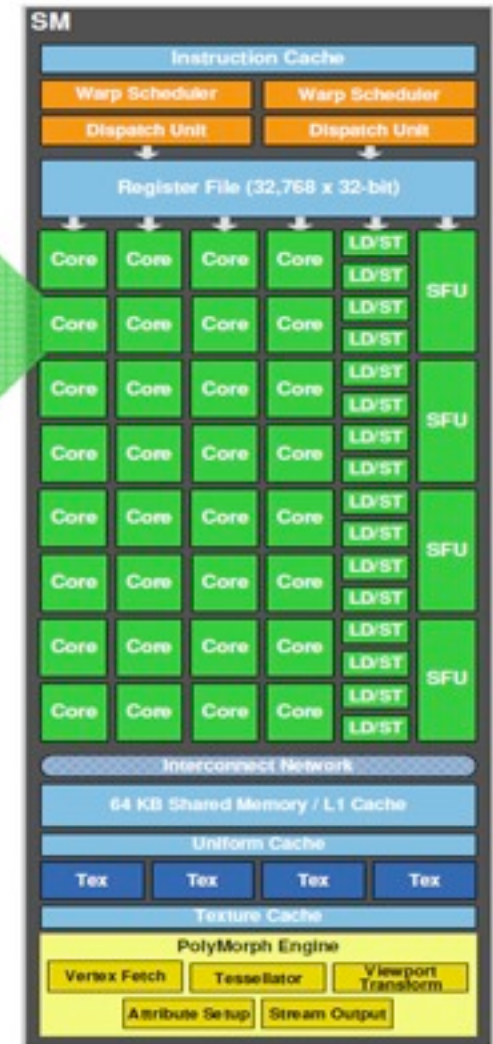 SM
Instruction Cache
Warp Scheduler Warp Scheduler
Dispatch Unit Dispatch Unit
Register File (32,768 x 32-bit)
Core Core Core Core LD/ST SFU
LD/ST
Core Core Core Core LD/ST
LD/ST
Core Core Core Core LD/ST SFU
LD/ST
Core Core Core Core LD/ST
LD/ST
Core Core Core Core LD/ST SFU
LD/ST
Core Core Core Core LD/ST
LD/ST
Core Core Core Core LD/ST SFU
LD/ST
Core Core Core Core LD/ST
LD/ST
Interconnect Network
64 KB Shared Memory / L1 Cache
Uniform Cache
Tex Tex Tex Tex
Texture Cache
PolyMorph Engine
Vertex Fetch Tessellator Viewport Transform
Attribute Setup Stream Output